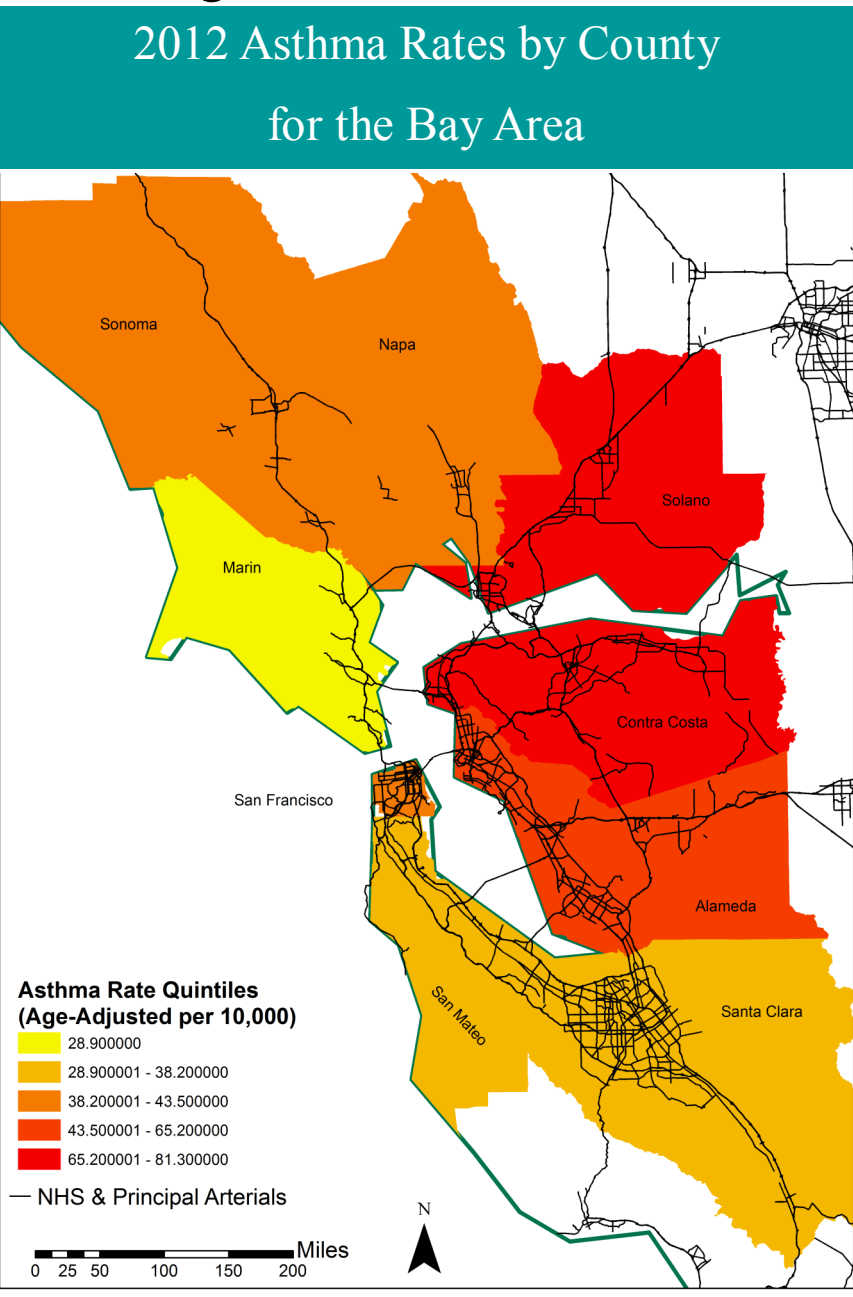 2012 Asthma Rates by County
for the Bay Area
Sonoma
Napa
Solano
Marin
Contra Costa
San Francisco
Alameda
San Mateo
Santa Clara
Asthma Rate Quintiles
(Age-Adjusted per 10,000)
28.900000
28.900001 - 38.200000
38.200001 - 43.500000
43.500001 - 65.200000
65.200001 - 81.300000
NHS & Principal Arterials
N
Miles
0 25 50 100 150 200